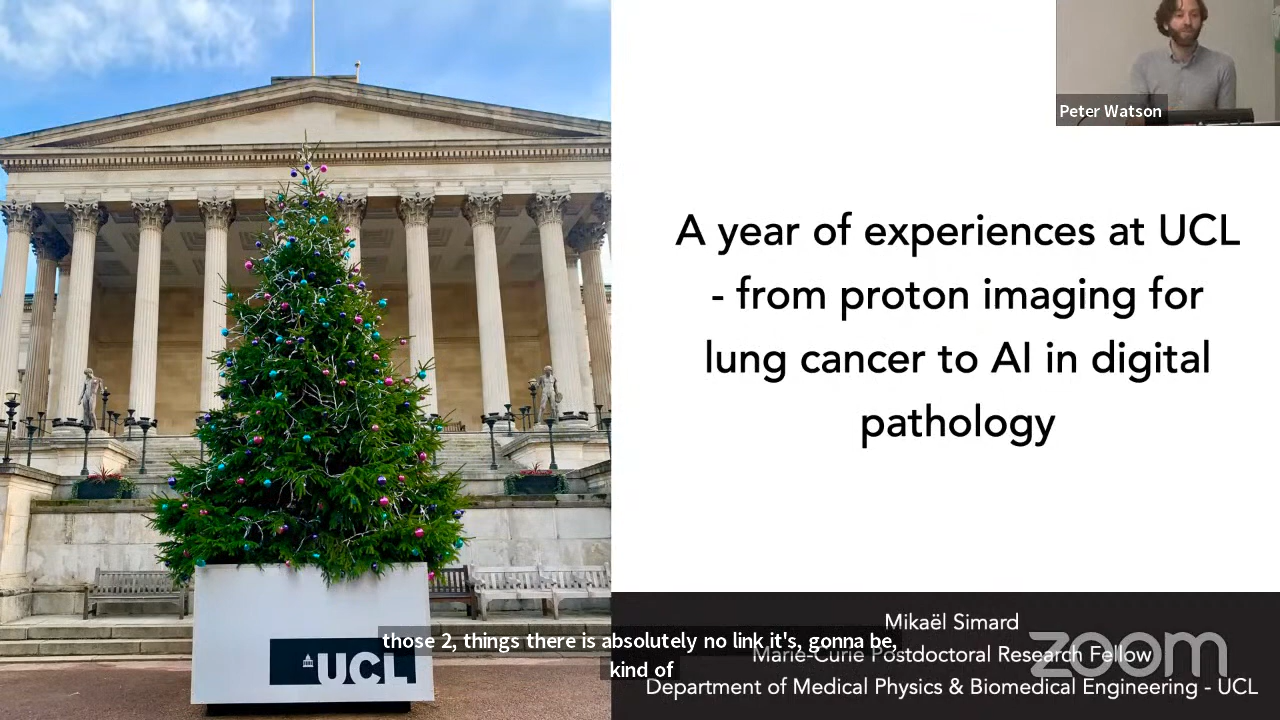 Peter Watson
A year of experiences at UCL
- from proton imaging for
lung cancer to AI in digital
pathology
Mikaël Simard
Marie-Curie Postdoctoral Research Fellow
Department of Medical Physics & Biomedical Engineering - UCL
zoom
those 2, things there is absolutely no link it's, gonna be,
kind of
UCL